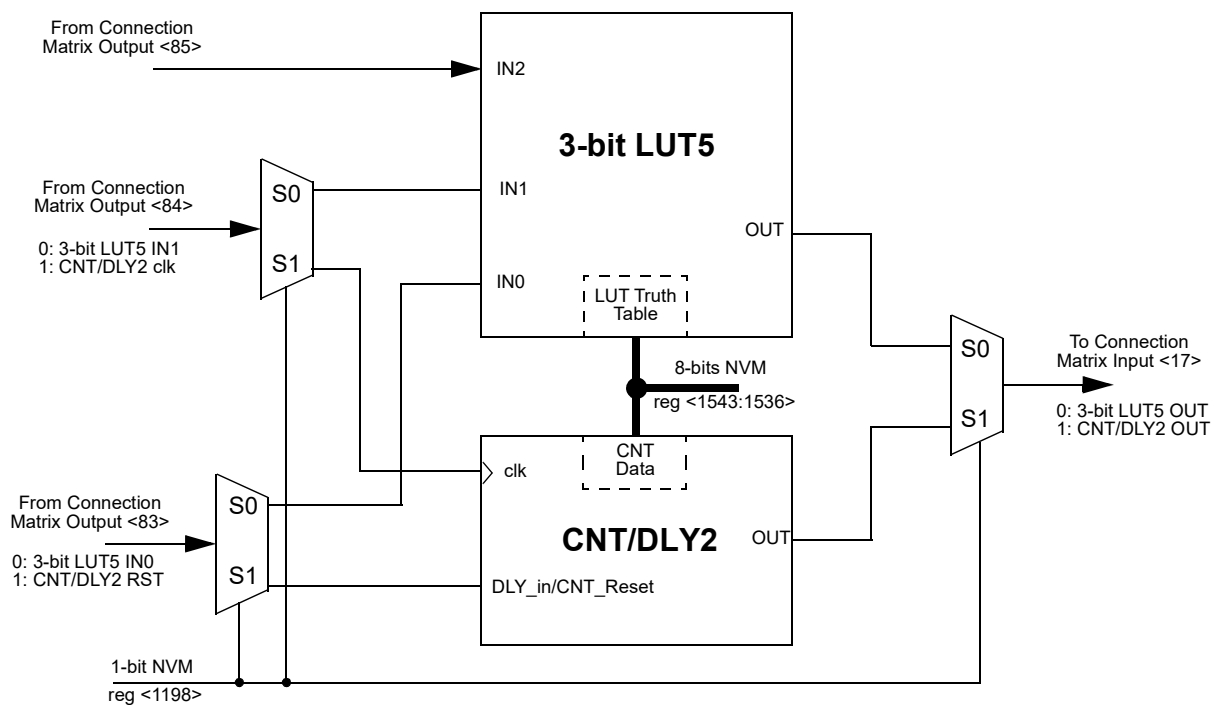 From Connection
Matrix Output <85>
IN2
3-bit LUT5
From Connection
Matrix Output <84>
0: 3-bit LUT5 IN1
1: CNT/DLY2 clk
S0
S1
IN1
IN0
OUT
LUT Truth
Table
8-bits NVM
reg <1543:1536>
S0
S1
To Connection
Matrix Input <17>
0: 3-bit LUT5 OUT
1: CNT/DLY2 OUT
CNT
Data
clk
CNT/DLY2
OUT
DLY_in/CNT_Reset
From Connection
Matrix Output <83>
0: 3-bit LUT5 IN0
1: CNT/DLY2 RST
S0
S1
1-bit NVM
reg <1198>